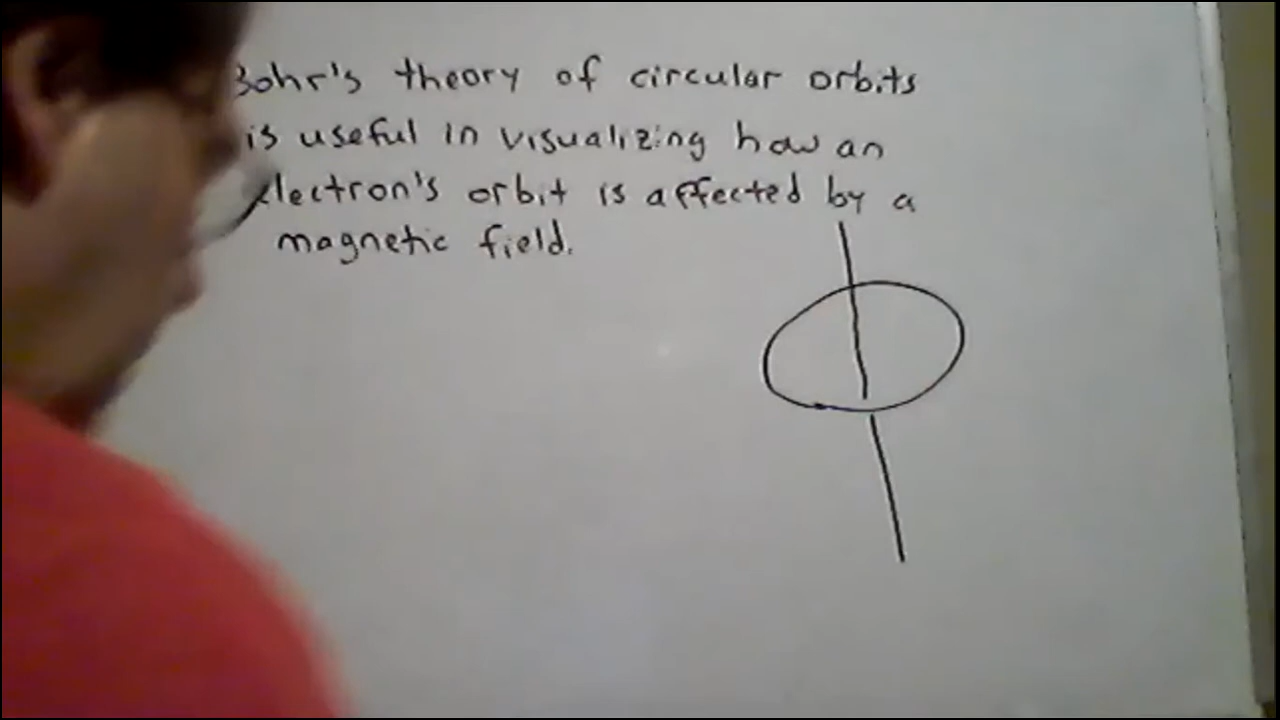 Bohr's theory of circular orbits
is useful in visualizing how an
electron's orbit is affected by a
magnetic field.